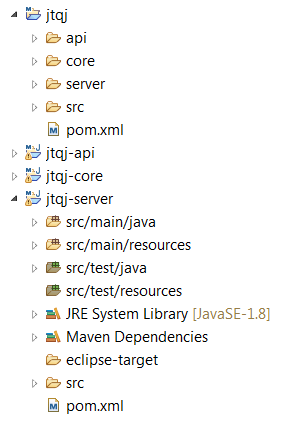 jtqj
api
core
server
src
pom.xml
jtqj-api
jtqj-core
jtqj-server
src/main/java
src/main/resources
src/test/java
src/test/resources
JRE System Library [JavaSE-1.8]
Maven Dependencies
eclipse-target
src
pom.xml